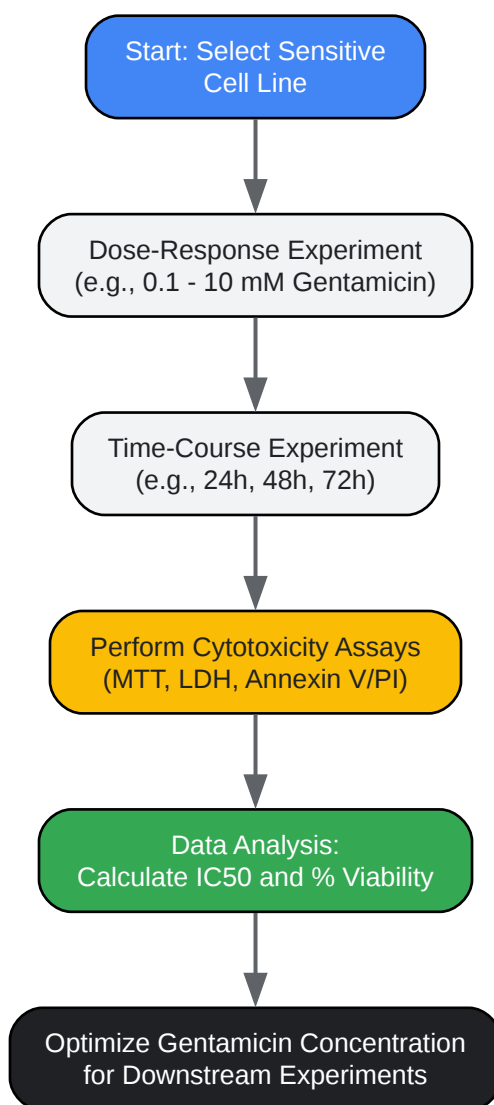 Start: Select Sensitive
Cell Line
Dose-Response Experiment
(e.g., 0.1 - 10 mM Gentamicin)
Time-Course Experiment
(e.g., 24h, 48h, 72h)
Perform Cytotoxicity Assays
(MTT, LDH, Annexin V/PI)
Data Analysis:
Calculate IC50 and % Viability
Optimize Gentamicin Concentration
for Downstream Experiments